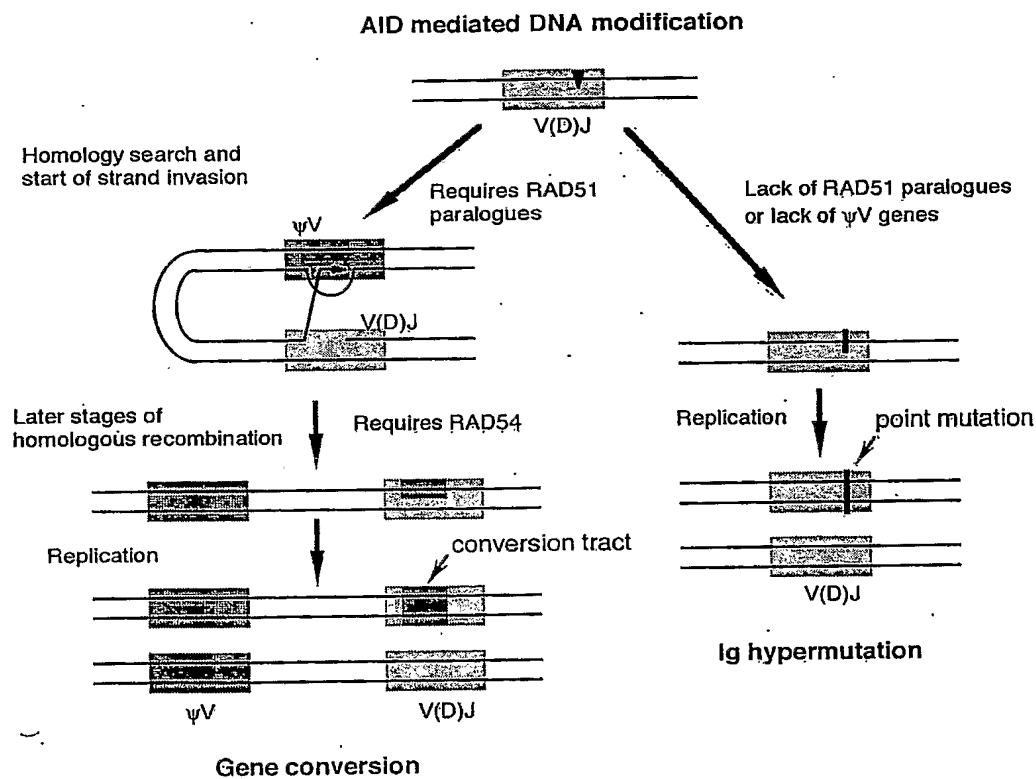 AID mediated DNA modification
V(D)J
Homology search and
start of strand invasion
Requires RAD51
paralogues
Lack of RAD51 paralogues
or lack of ψV genes
ψV
V(D)J
Later stages of
homologous recombination
Requires RAD54
Replication
point mutation
Replication
conversion tract
V(D)J
Ig hypermutation
ψV
V(D)J
Gene conversion